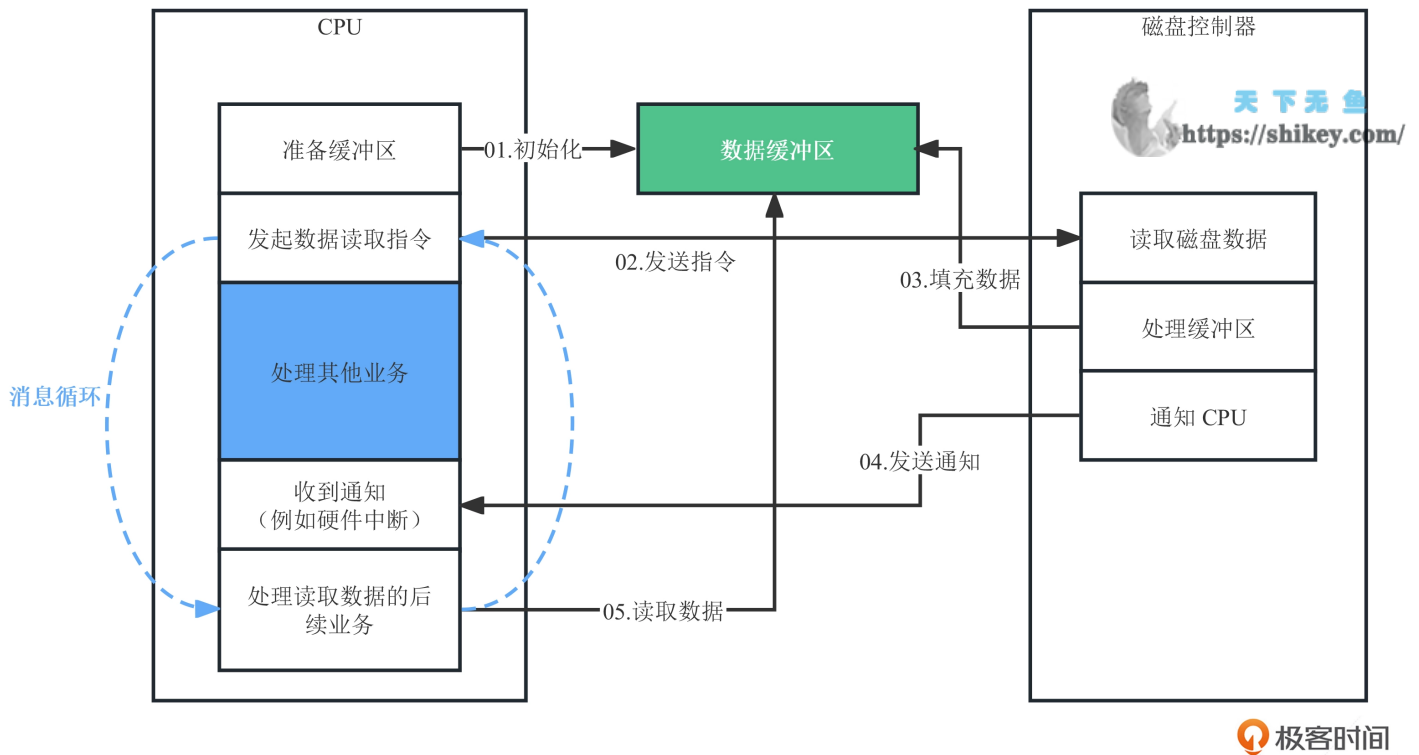 CPU
磁盘控制器
天下无鱼
https://shikey.com/
准备缓冲区
01.初始化
数据缓冲区
发起数据读取指令
02.发送指令
读取磁盘数据
03.填充数据
处理缓冲区
处理其他业务
消息循环
通知 CPU
04.发送通知
收到通知
（例如硬件中断）
处理读取数据的后
续业务
05.读取数据
极客时间